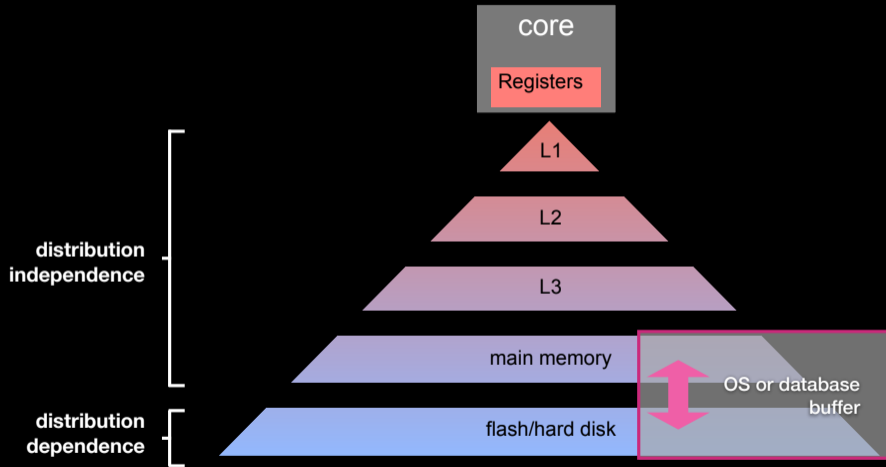 core
Registers
L1
L2
distribution
independence
L3
main memory
OS or database
buffer
distribution
dependence
flash/hard disk